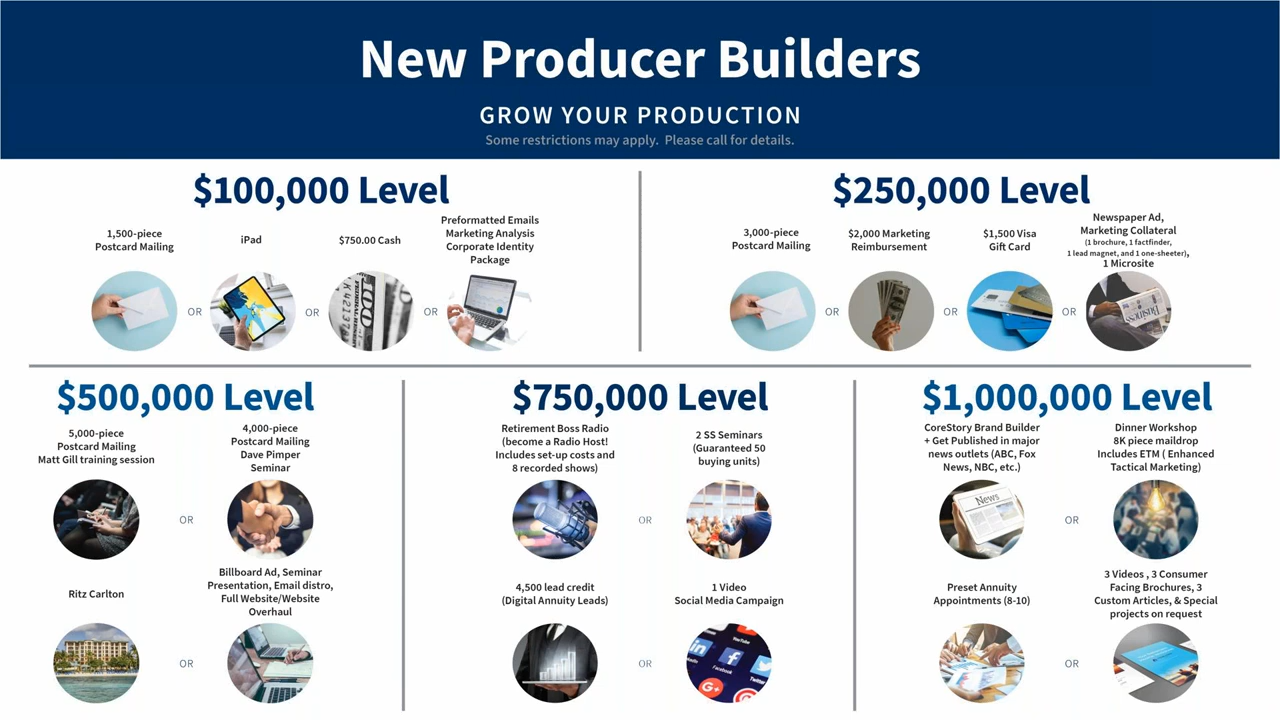 New Producer Builders
GROW YOUR PRODUCTION
Some restrictions may apply.  Please call for details.
$100,000 Level
1,500-piece
Postcard Mailing
iPad
$750.00 Cash
Preformatted Emails
Marketing Analysis
Corporate Identity
Package
OR
OR
OR
$250,000 Level
3,000-piece
Postcard Mailing
$2,000 Marketing
Reimbursement
$1,500 Visa
Gift Card
Newspaper Ad,
Marketing Collateral
(1 brochure, 1 factfinder,
1 lead magnet, and 1 one-sheeter),
1 Microsite
OR
OR
OR
Business
$500,000 Level
5,000-piece
Postcard Mailing
Matt Gill training session
4,000-piece
Postcard Mailing
Dave Pimper
Seminar
OR
Ritz Carlton
Billboard Ad, Seminar
Presentation, Email distro,
Full Website/Website
Overhaul
OR
$750,000 Level
Retirement Boss Radio
(become a Radio Host!
Includes set-up costs and
8 recorded shows)
2 SS Seminars
(Guaranteed 50
buying units)
OR
4,500 lead credit
(Digital Annuity Leads)
1 Video
Social Media Campaign
OR
YouTube
Facebook
$1,000,000 Level
CoreStory Brand Builder
+ Get Published in major
news outlets (ABC, Fox
News, NBC, etc.)
Dinner Workshop
8K piece maildrop
Includes ETM ( Enhanced
Tactical Marketing)
News
OR
Preset Annuity
Appointments (8-10)
3 Videos , 3 Consumer
Facing Brochures, 3
Custom Articles, & Special
projects on request
OR